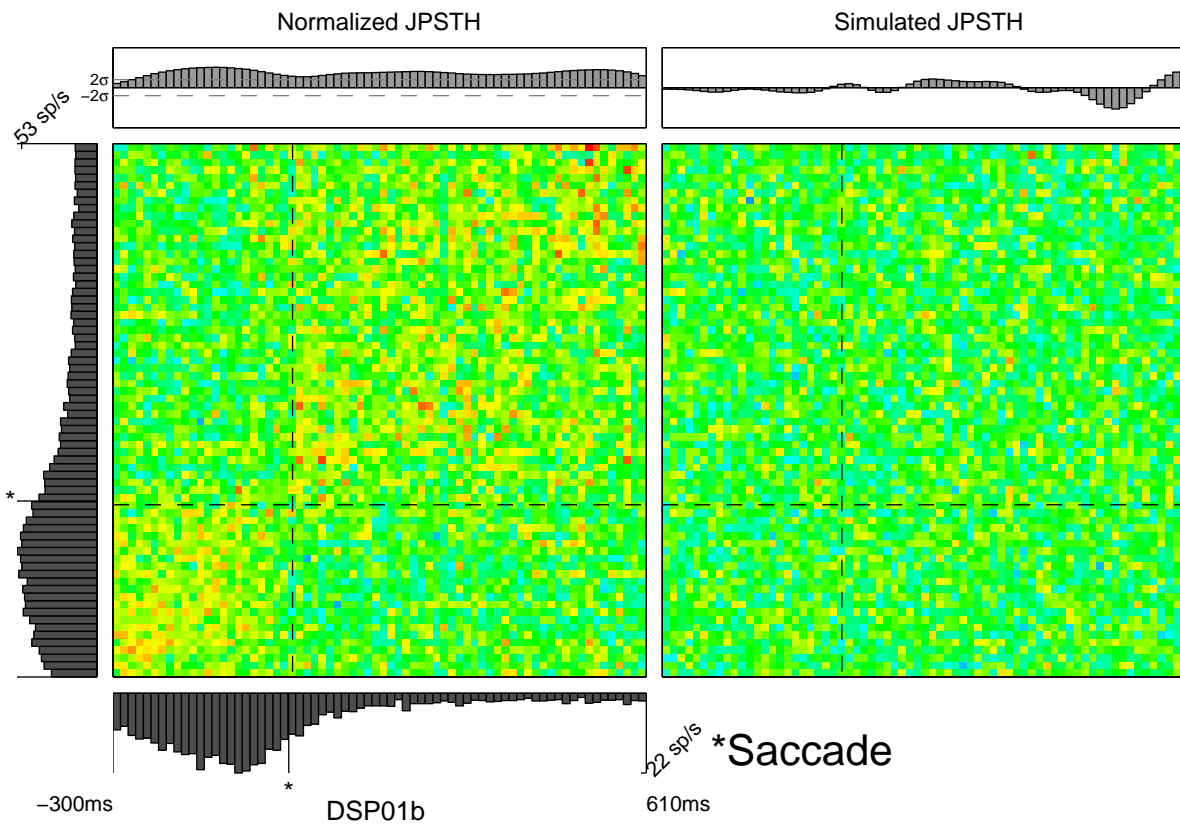 Normalized JPSTH
Simulated JPSTH
2σ
−2σ
53 sp/s
*
*
22 sp/s
*Saccade
−300ms
DSP01b
610ms